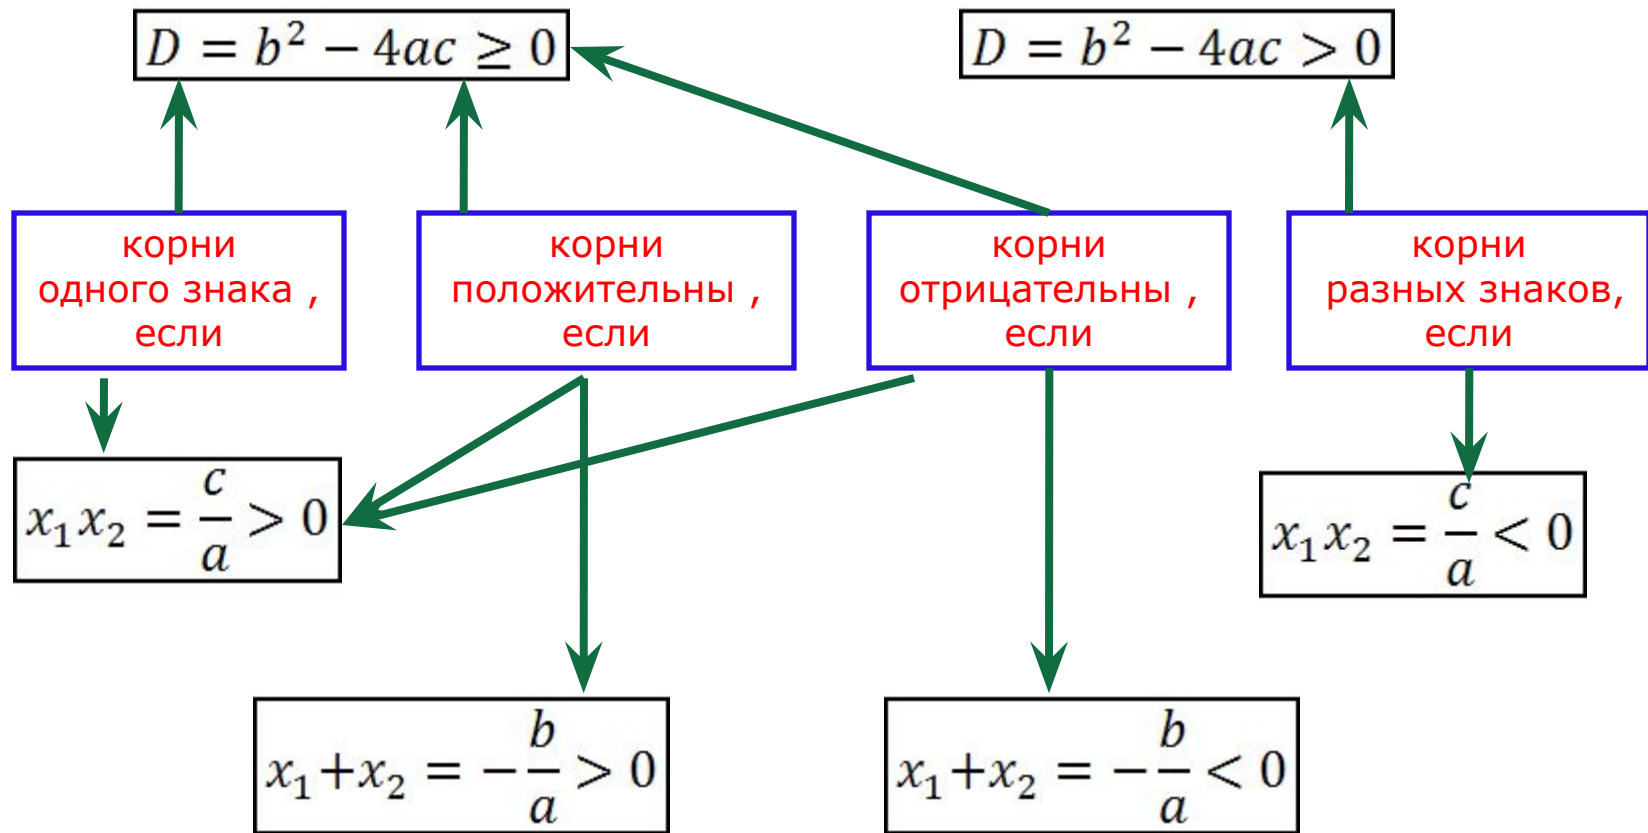 D = b² − 4ac ≥ 0
D = b² − 4ac > 0
корни
одного знака ,
если
корни
положительны ,
если
корни
отрицательны ,
если
корни
разных знаков,
если
x₁x₂ = c/a > 0
x₁x₂ = c/a < 0
x₁+x₂ = −b/a > 0
x₁+x₂ = −b/a < 0